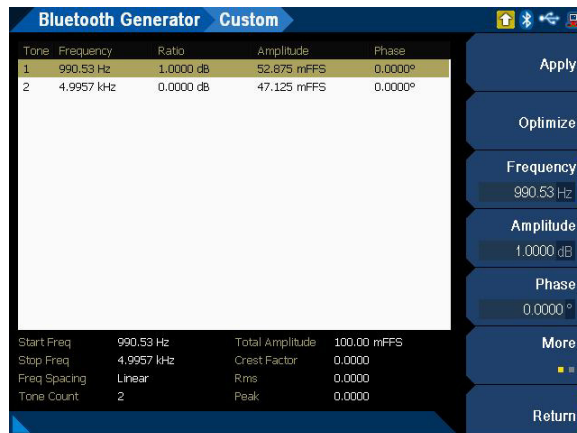 Bluetooth Generator Custom
Tone Frequency Ratio Amplitude Phase
1 990.53 Hz 1.0000 dB 52.875 mFFS 0.0000°
2 4.9957 kHz 0.0000 dB 47.125 mFFS 0.0000°
Start Freq 990.53 Hz Total Amplitude 100.00 mFFS
Stop Freq 4.9957 kHz Crest Factor 0.0000
Freq Spacing Linear Rms 0.0000
Tone Count 2 Peak 0.0000
Apply
Optimize
Frequency
990.53 Hz
Amplitude
1.0000 dB
Phase
0.0000 °
More
Return